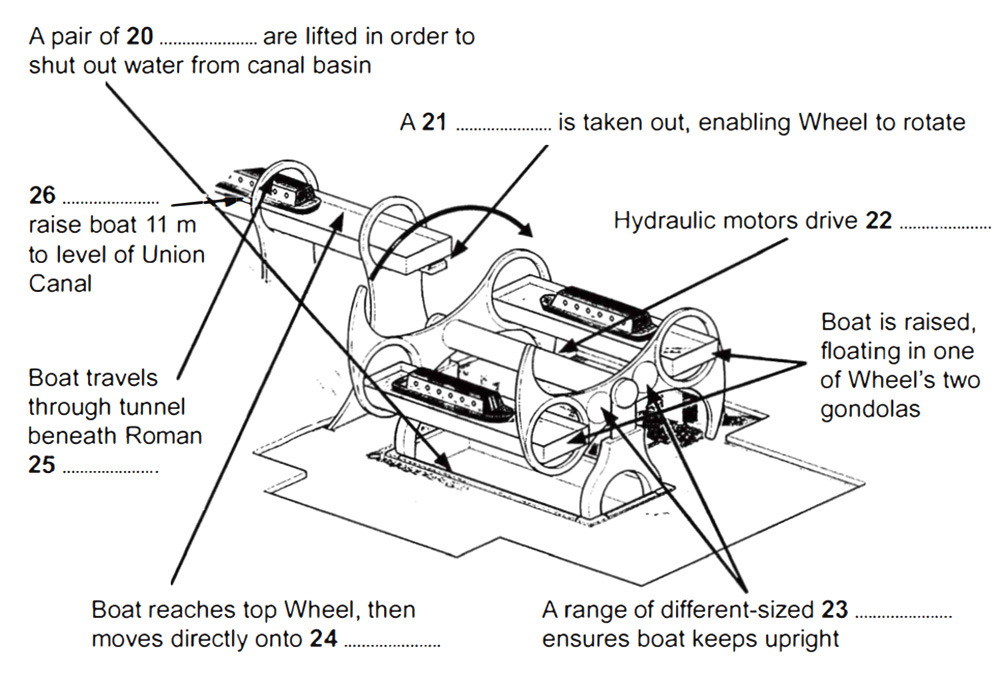 A pair of 20 ...................... are lifted in order to
shut out water from canal basin
A 21 ...................... is taken out, enabling Wheel to rotate
26 ......................
raise boat 11 m
to level of Union
Canal
Hydraulic motors drive 22 .....................
Boat is raised,
floating in one
of Wheel's two
gondolas
Boat travels
through tunnel
beneath Roman
25 ......................
Boat reaches top Wheel, then
moves directly onto 24 ......................
A range of different-sized 23 ......................
ensures boat keeps upright